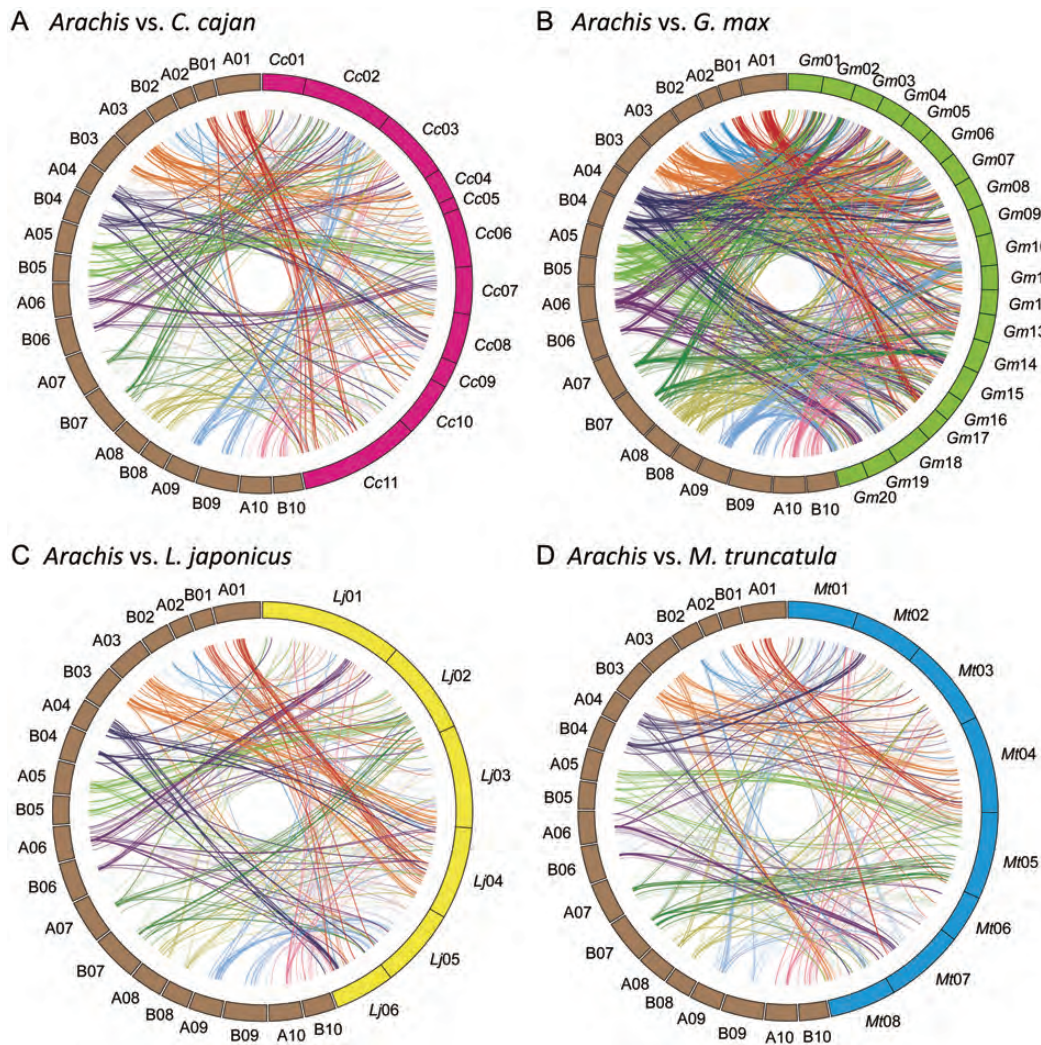 A Arachis vs. C. cajan
A01
B01
A02
B02
A03
B03
A04
B04
A05
B05
A06
B06
A07
B07
A08
B08
A09
B09
A10
B10
Cc01
Cc02
Cc03
Cc04
Cc05
Cc06
Cc07
Cc08
Cc09
Cc10
Cc11
B Arachis vs. G. max
A01
B01
A02
B02
A03
B03
A04
B04
A05
B05
A06
B06
A07
B07
A08
B08
A09
B09
A10
B10
Gm01
Gm02
Gm03
Gm04
Gm05
Gm06
Gm07
Gm08
Gm09
Gm1
Gm1
Gm1
Gm13
Gm14
Gm15
Gm16
Gm17
Gm18
Gm19
Gm20
C Arachis vs. L. japonicus
A01
B01
A02
B02
A03
B03
A04
B04
A05
B05
A06
B06
A07
B07
A08
B08
A09
B09
A10
B10
Lj01
Lj02
Lj03
Lj04
Lj05
Lj06
D Arachis vs. M. truncatula
A01
B01
A02
B02
A03
B03
A04
B04
A05
B05
A06
B06
A07
B07
A08
B08
A09
B09
A10
B10
Mt01
Mt02
Mt03
Mt04
Mt05
Mt06
Mt07
Mt08